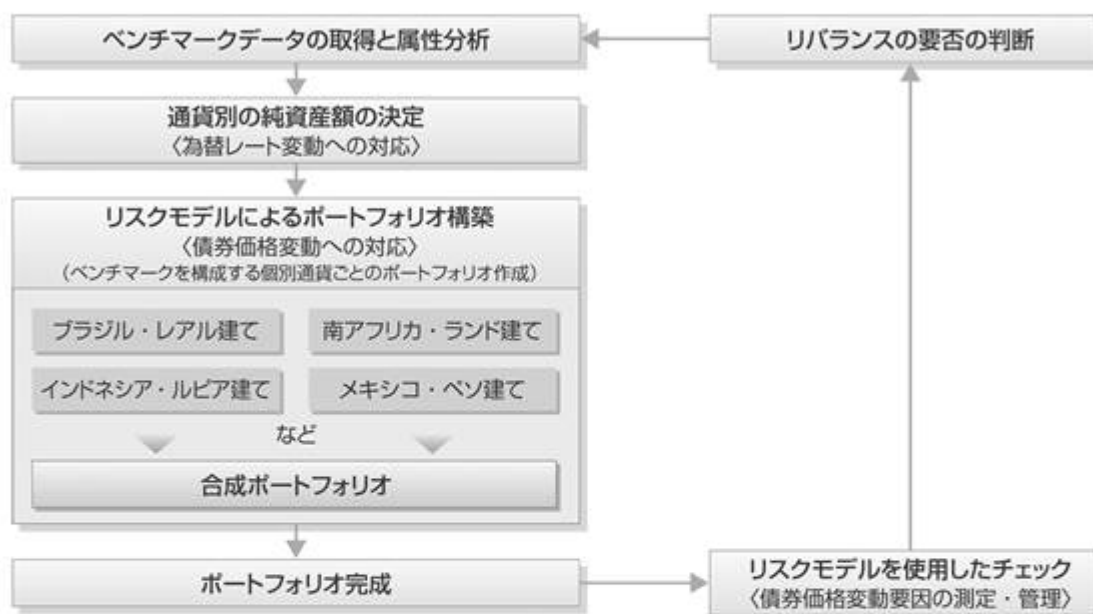 ベンチマークデータの取得と属性分析
リバランスの要否の判断
通貨別の純資産額の決定
〈為替レート変動への対応〉
リスクモデルによるポートフォリオ構築
〈債券価格変動への対応〉
(ベンチマークを構成する個別通貨ごとのポートフォリオ作成)
ブラジル・レアル建て
南アフリカ・ランド建て
インドネシア・ルピア建て
メキシコ・ペソ建て
など
合成ポートフォリオ
ポートフォリオ完成
リスクモデルを使用したチェック
〈債券価格変動要因の測定・管理〉